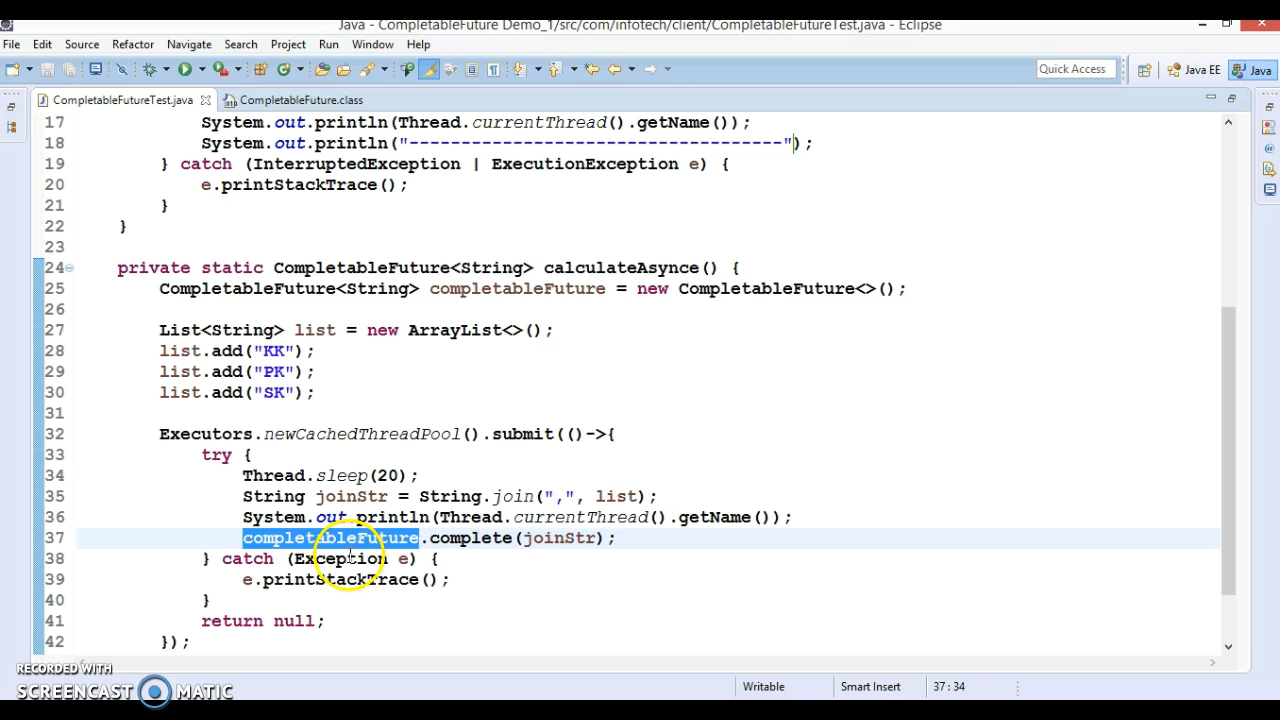 Java - CompletableFuture Demo_1/src/com/infotech/client/CompletableFutureTest.java - Eclipse
File Edit Source Refactor Navigate Search Project Run Window Help
Quick Access Java EE Java
CompletableFutureTest.java CompletableFuture.class
17 System.out.println(Thread.currentThread().getName());
18 System.out.println("------------------------------------");
19 } catch (InterruptedException | ExecutionException e) {
20 e.printStackTrace();
21 }
22 }
23
24 private static CompletableFuture<String> calculateAsynce() {
25 CompletableFuture<String> completableFuture = new CompletableFuture<>();
26
27 List<String> list = new ArrayList<>();
28 list.add("KK");
29 list.add("PK");
30 list.add("SK");
31
32 Executors.newCachedThreadPool().submit(()->{
33 try {
34 Thread.sleep(20);
35 String joinStr = String.join(",", list);
36 System.out.println(Thread.currentThread().getName());
37 completableFuture.complete(joinStr);
38 } catch (Exception e) {
39 e.printStackTrace();
40 }
41 return null;
42 });
RECORDED WITH
SCREENCAST MATIC
Writable Smart Insert 37 : 34